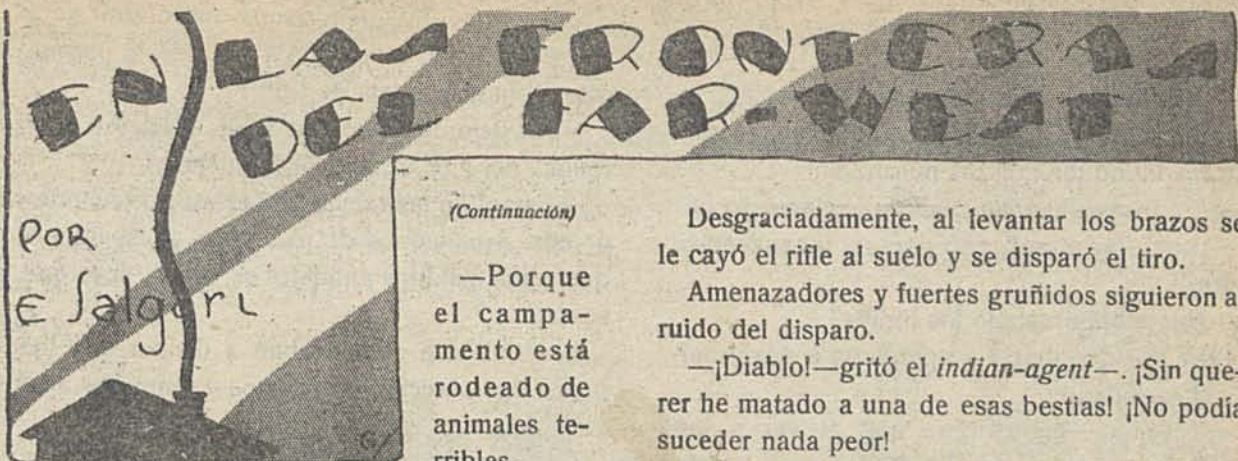 EN LAS FRONTERAS
DEL FAR-WEST
POR
E Salgari
(Continuación)
—Porque
el campa-
mento está
rodeado de
animales te-
rribles
Desgraciadamente, al levantar los brazos se
le cayó el rifle al suelo y se disparó el tiro.
Amenazadores y fuertes gruñidos siguieron a
ruido del disparo.
—¡Diablo!—gritó el indian-agent—. ¡Sin que-
rer he matado a una de esas bestias! ¡No podía
suceder nada peor!